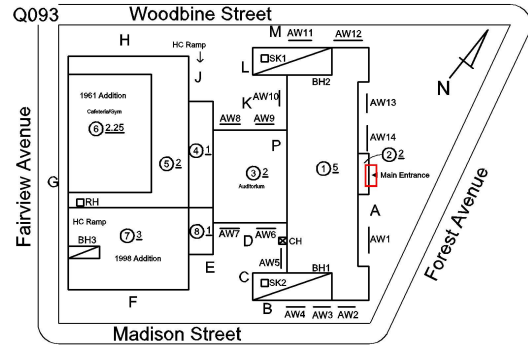 Q093
Woodbine Street
H
HC Ramp
J
M
AW11
AW12
L
SK1
BH2
K
AW10
AW13
N
1961 Addition
Cafeteria/Gym
6 2.25
AW8
AW9
AW14
4 1
P
2 2
5 2
3 2
Auditorium
1 5
Main Entrance
G
Fairview Avenue
RH
A
HC Ramp
7 3
8 1
AW7
D
AW6
CH
AW1
BH3
1998 Addition
E
AW5
BH1
C
SK2
F
B
AW4
AW3
AW2
Forest Avenue
Madison Street